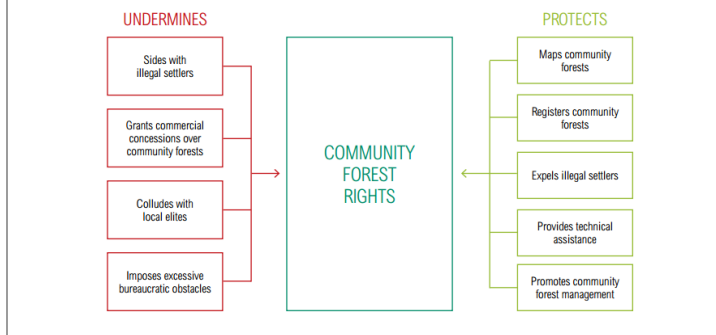 UNDERMINES
Sides with
illegal settlers
Grants commercial
concessions over
community forests
Colludes with
local elites
Imposes excessive
bureaucratic obstacles
COMMUNITY
FOREST
RIGHTS
PROTECTS
Maps community
forests
Registers community
forests
Expels illegal settlers
Provides technical
assistance
Promotes community
forest management